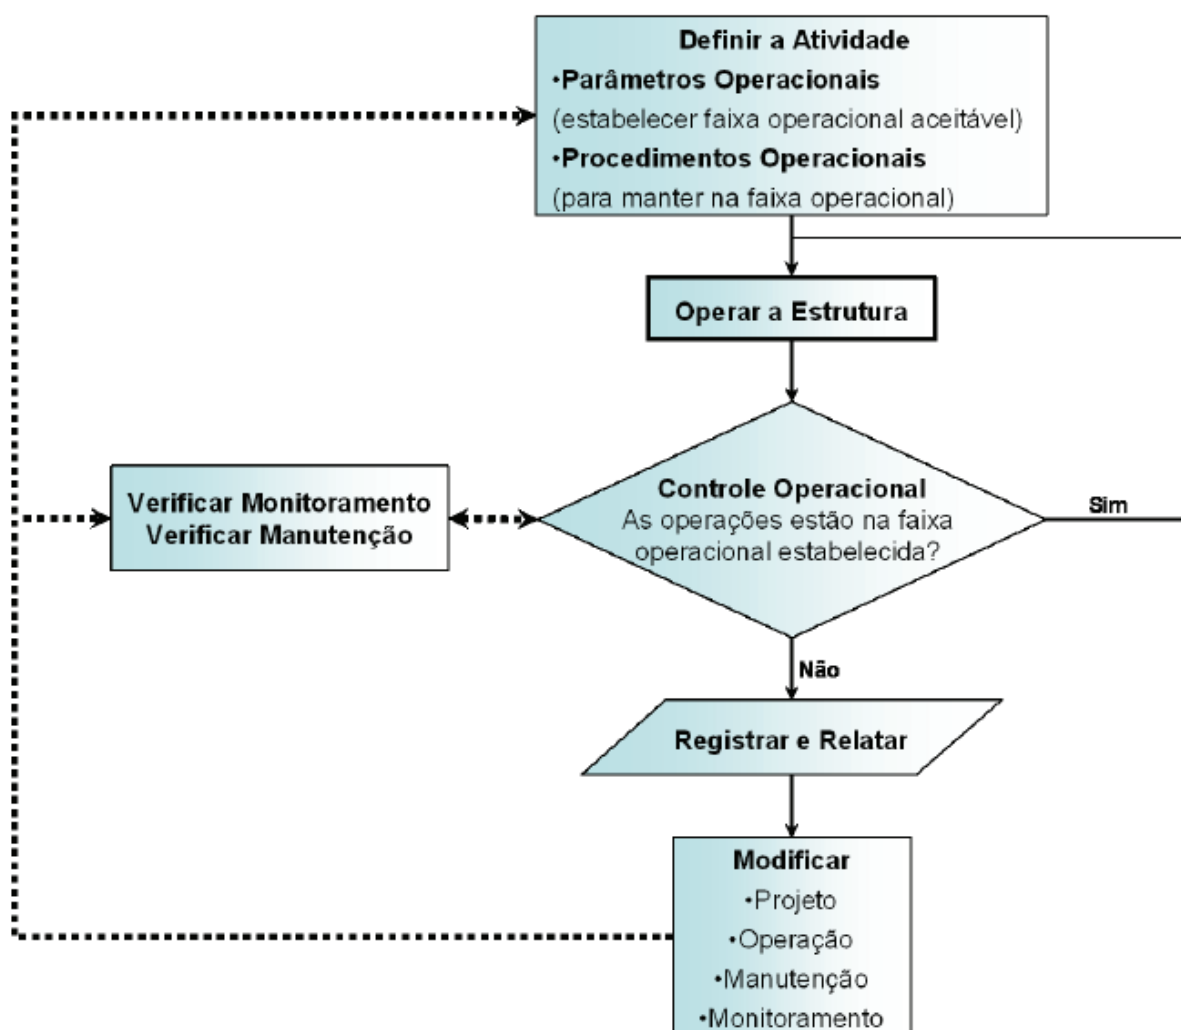 Definir a Atividade
•Parâmetros Operacionais
(estabelecer faixa operacional aceitável)
•Procedimentos Operacionais
(para manter na faixa operacional)
Operar a Estrutura
Verificar Monitoramento
Verificar Manutenção
Controle Operacional
As operações estão na faixa
operacional estabelecida?
Sim
Não
Registrar e Relatar
Modificar
•Projeto
•Operação
•Manutenção
•Monitoramento